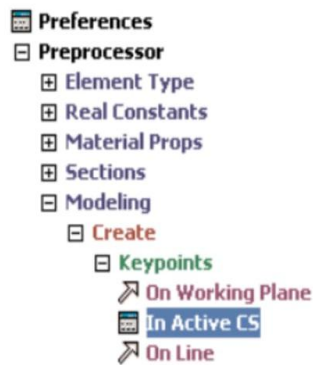 Preferences
Preprocessor
Element Type
Real Constants
Material Props
Sections
Modeling
Create
Keypoints
On Working Plane
In Active CS
On Line